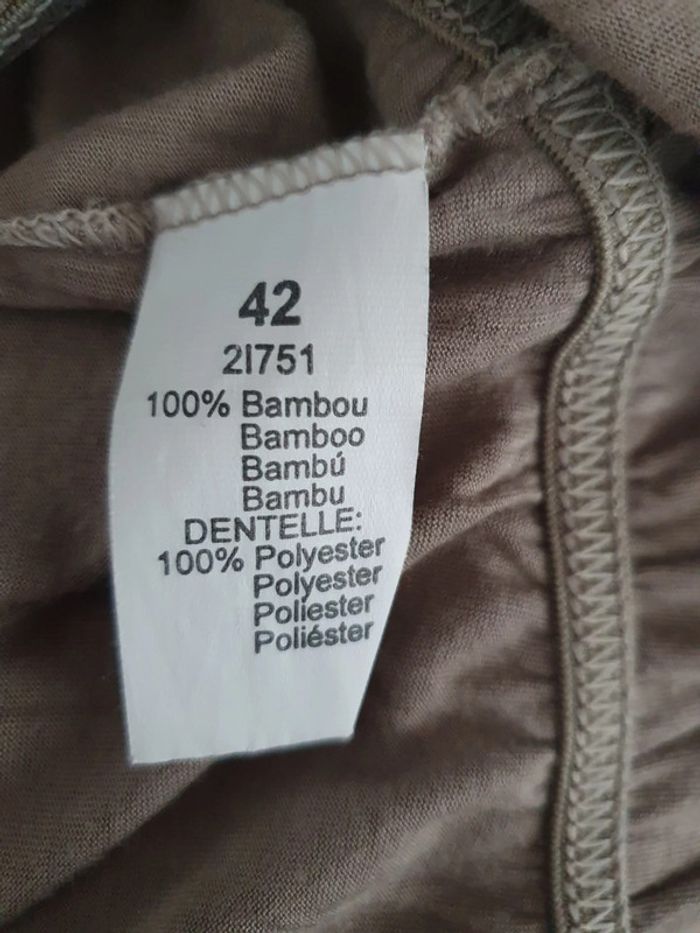 42
2I751
100% Bambou
Bamboo
Bambú
Bambu
DENTELLE:
100% Polyester
Polyester
Poliester
Poliéster